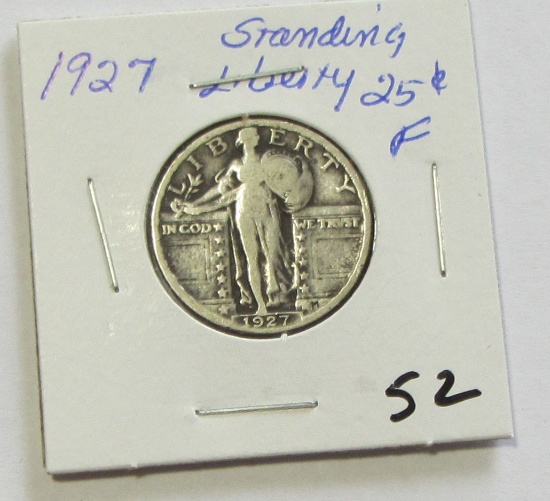 1927 Standing
Liberty 25¢
F
LIBERTY
IN GOD WE TRUST
1927
52